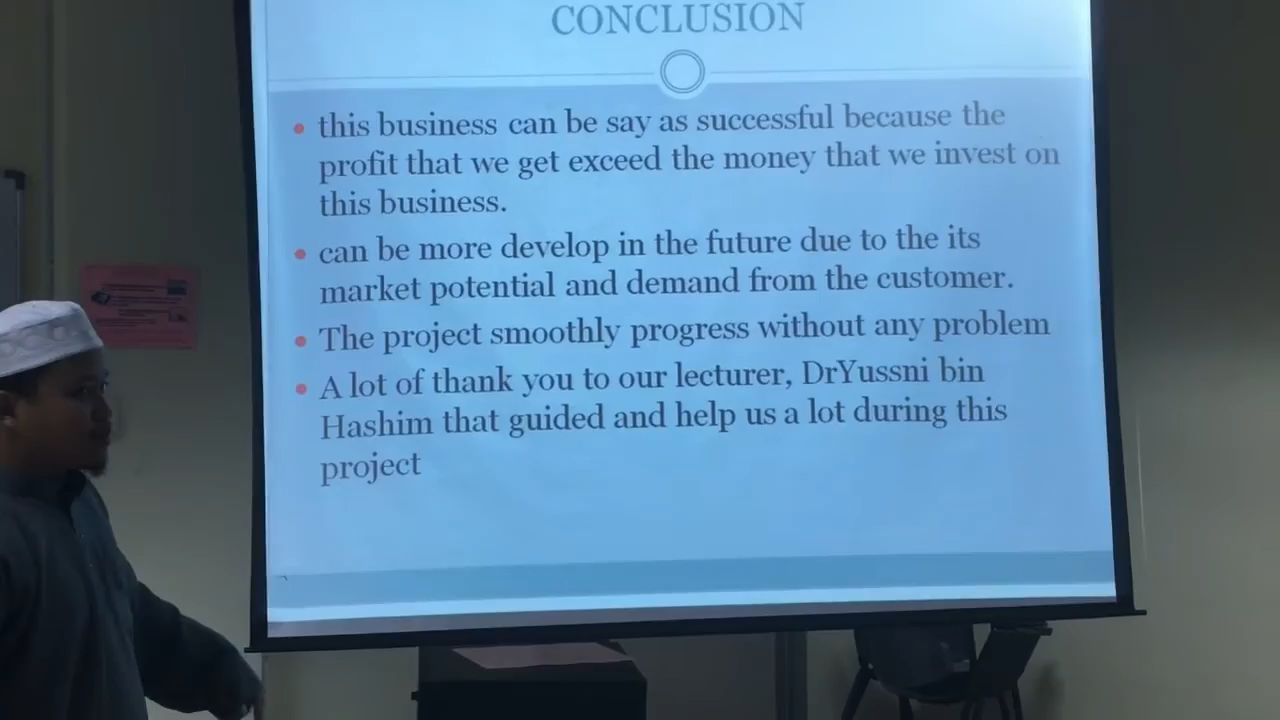 CONCLUSION
this business can be say as successful because the
profit that we get exceed the money that we invest on
this business.
can be more develop in the future due to the its
market potential and demand from the customer.
The project smoothly progress without any problem
A lot of thank you to our lecturer, DrYussni bin
Hashim that guided and help us a lot during this
project